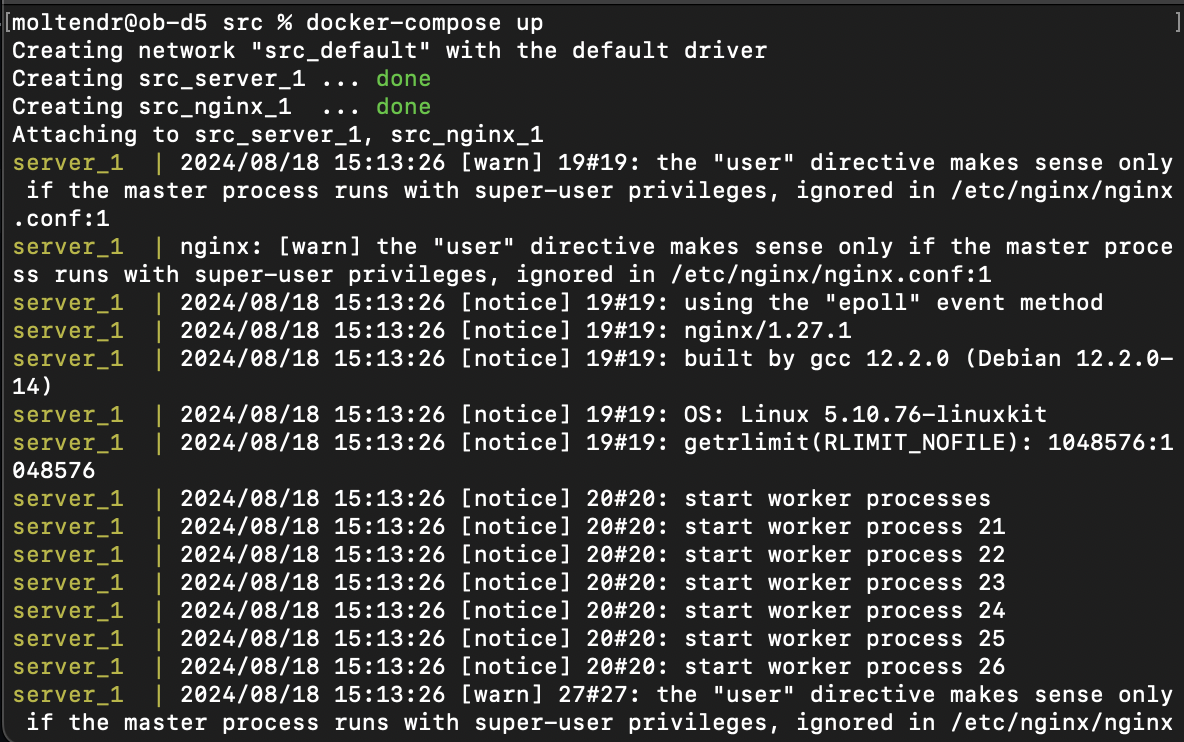 [moltendr@ob-d5 src % docker-compose up ]
Creating network "src_default" with the default driver
Creating src_server_1 ... done
Creating src_nginx_1  ... done
Attaching to src_server_1, src_nginx_1
server_1  | 2024/08/18 15:13:26 [warn] 19#19: the "user" directive makes sense only
 if the master process runs with super-user privileges, ignored in /etc/nginx/nginx
.conf:1
server_1  | nginx: [warn] the "user" directive makes sense only if the master proce
ss runs with super-user privileges, ignored in /etc/nginx/nginx.conf:1
server_1  | 2024/08/18 15:13:26 [notice] 19#19: using the "epoll" event method
server_1  | 2024/08/18 15:13:26 [notice] 19#19: nginx/1.27.1
server_1  | 2024/08/18 15:13:26 [notice] 19#19: built by gcc 12.2.0 (Debian 12.2.0-
14)
server_1  | 2024/08/18 15:13:26 [notice] 19#19: OS: Linux 5.10.76-linuxkit
server_1  | 2024/08/18 15:13:26 [notice] 19#19: getrlimit(RLIMIT_NOFILE): 1048576:1
048576
server_1  | 2024/08/18 15:13:26 [notice] 20#20: start worker processes
server_1  | 2024/08/18 15:13:26 [notice] 20#20: start worker process 21
server_1  | 2024/08/18 15:13:26 [notice] 20#20: start worker process 22
server_1  | 2024/08/18 15:13:26 [notice] 20#20: start worker process 23
server_1  | 2024/08/18 15:13:26 [notice] 20#20: start worker process 24
server_1  | 2024/08/18 15:13:26 [notice] 20#20: start worker process 25
server_1  | 2024/08/18 15:13:26 [notice] 20#20: start worker process 26
server_1  | 2024/08/18 15:13:26 [warn] 27#27: the "user" directive makes sense only
 if the master process runs with super-user privileges, ignored in /etc/nginx/nginx